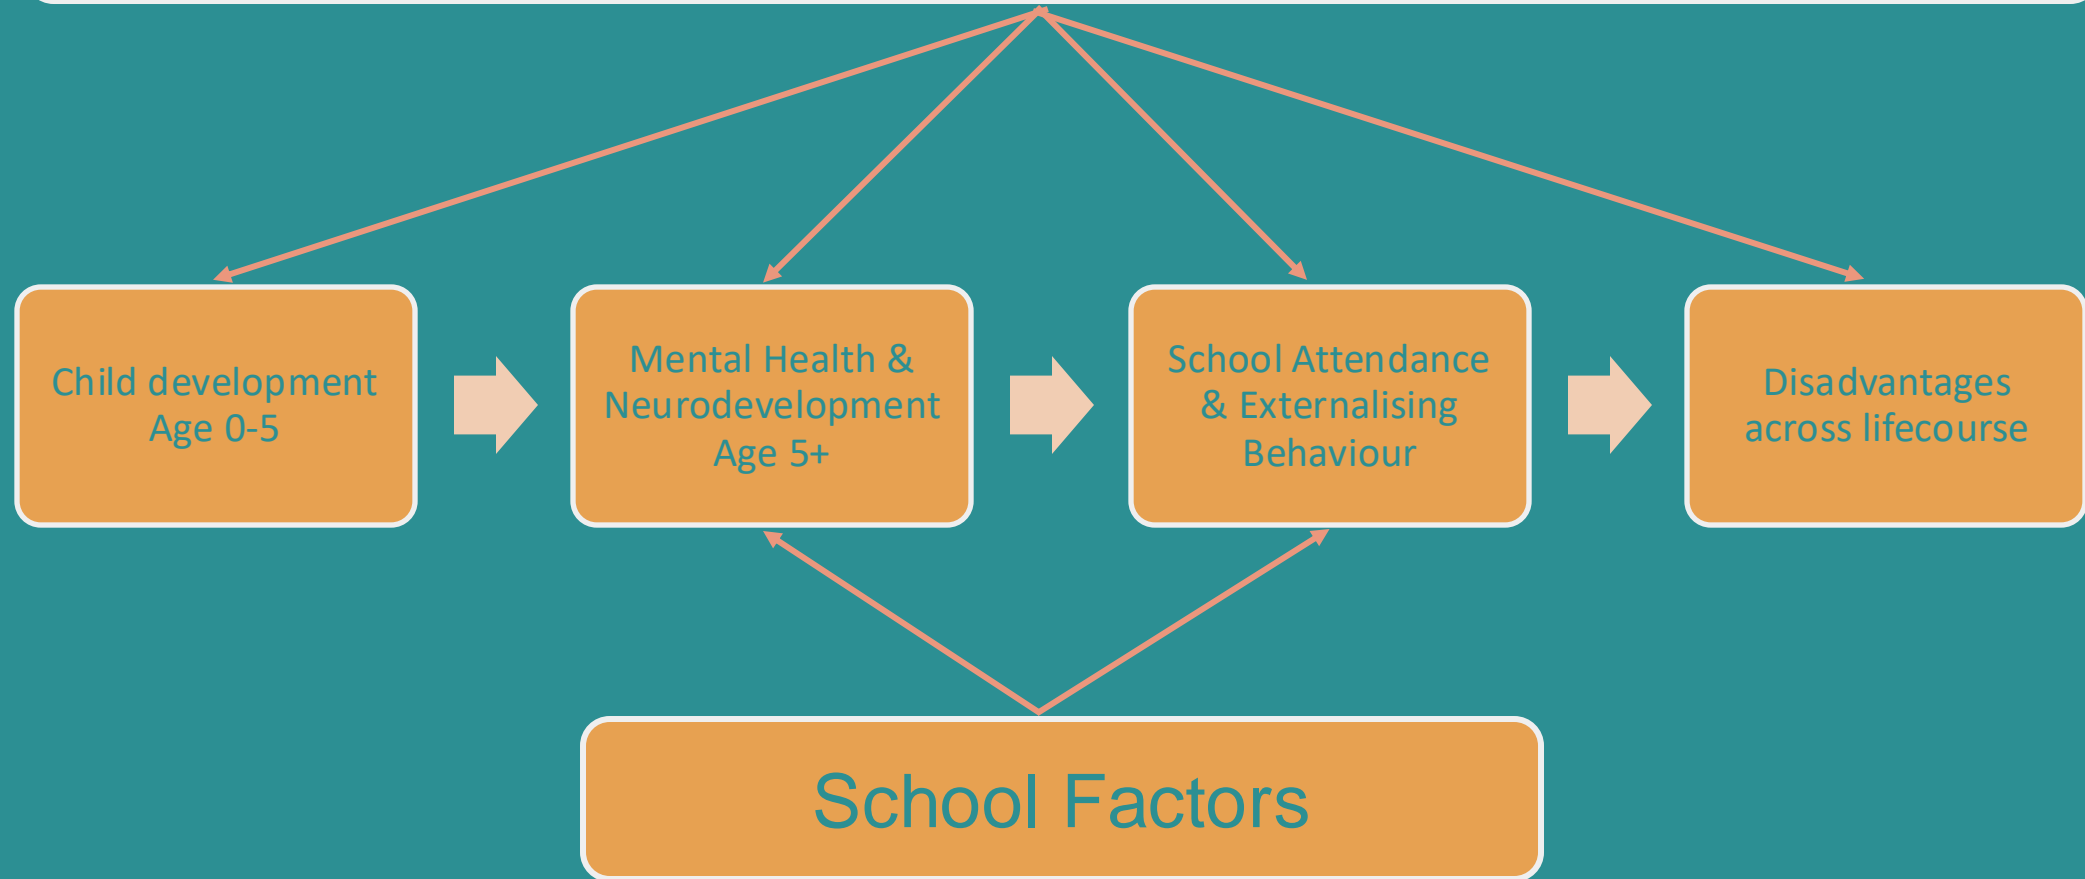 Child development
Age 0-5
Mental Health &
Neurodevelopment
Age 5+
School Attendance
& Externalising
Behaviour
Disadvantages
across lifecourse
School Factors